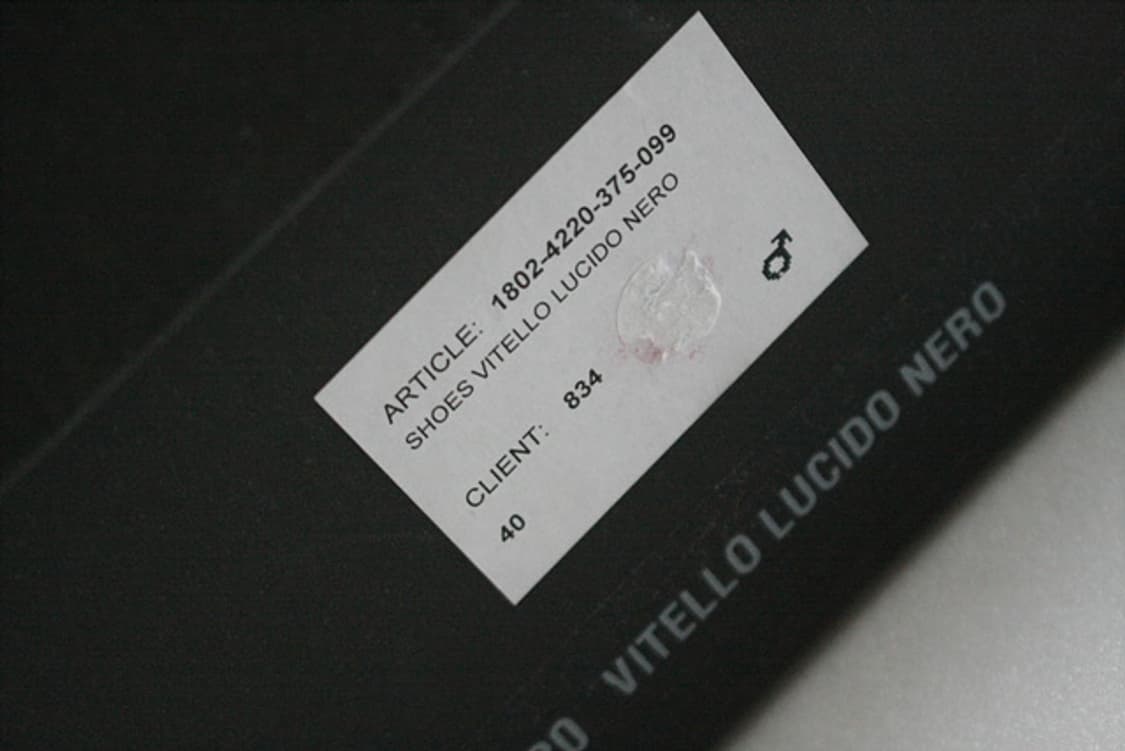 ARTICLE: 1802-4220-375-099
SHOES VITELLO LUCIDO NERO
CLIENT: 834
40
VITELLO LUCIDO NERO